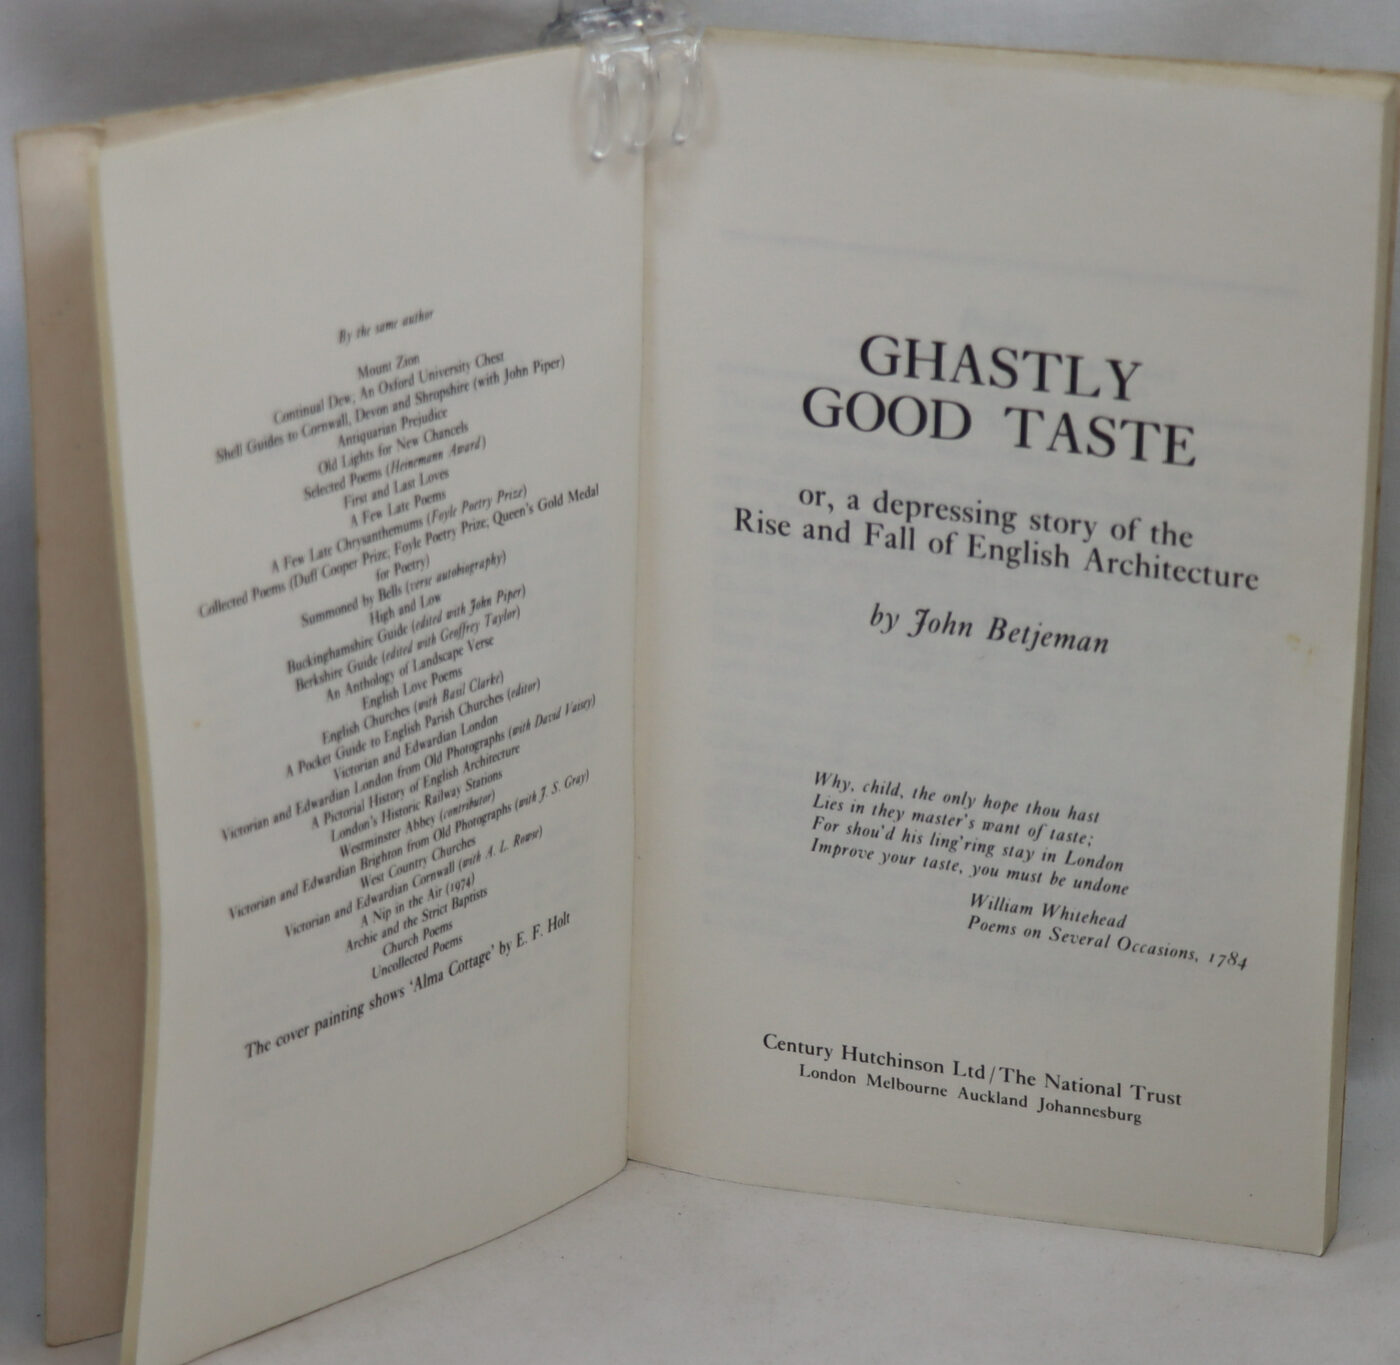 By the same author
Mount Zion
Continual Dew, An Oxford University Chest
Shell Guides to Cornwall, Devon and Shropshire (with John Piper)
Antiquarian Prejudice
Old Lights for New Chancels
Selected Poems (Heinemann Award)
First and Last Loves
A Few Late Poems
A Few Late Chrysanthemums (Foyle Poetry Prize)
Collected Poems (Duff Cooper Prize; Foyle Poetry Prize; Queen's Gold Medal
for Poetry)
Summoned by Bells (verse autobiography)
High and Low
Buckinghamshire Guide (edited with John Piper)
Berkshire Guide (edited with Geoffrey Taylor)
An Anthology of Landscape Verse
English Love Poems
English Churches (with Basil Clarke)
A Pocket Guide to English Parish Churches (editor)
Victorian and Edwardian London
Victorian and Edwardian London from Old Photographs (with David Vaisey)
A Pictorial History of English Architecture
London's Historic Railway Stations
Westminster Abbey (contributor)
Victorian and Edwardian Brighton from Old Photographs (with J. S. Gray)
West Country Churches
Victorian and Edwardian Cornwall (with A. L. Rowse)
A Nip in the Air (1974)
Archie and the Strict Baptists
Church Poems
Uncollected Poems
The cover painting shows 'Alma Cottage' by E. F. Holt
GHASTLY
GOOD TASTE
or, a depressing story of the
Rise and Fall of English Architecture
by John Betjeman
Why, child, the only hope thou hast
Lies in they master's want of taste;
For shou'd his ling'ring stay in London
Improve your taste, you must be undone
William Whitehead
Poems on Several Occasions, 1784
Century Hutchinson Ltd/The National Trust
London Melbourne Auckland Johannesburg